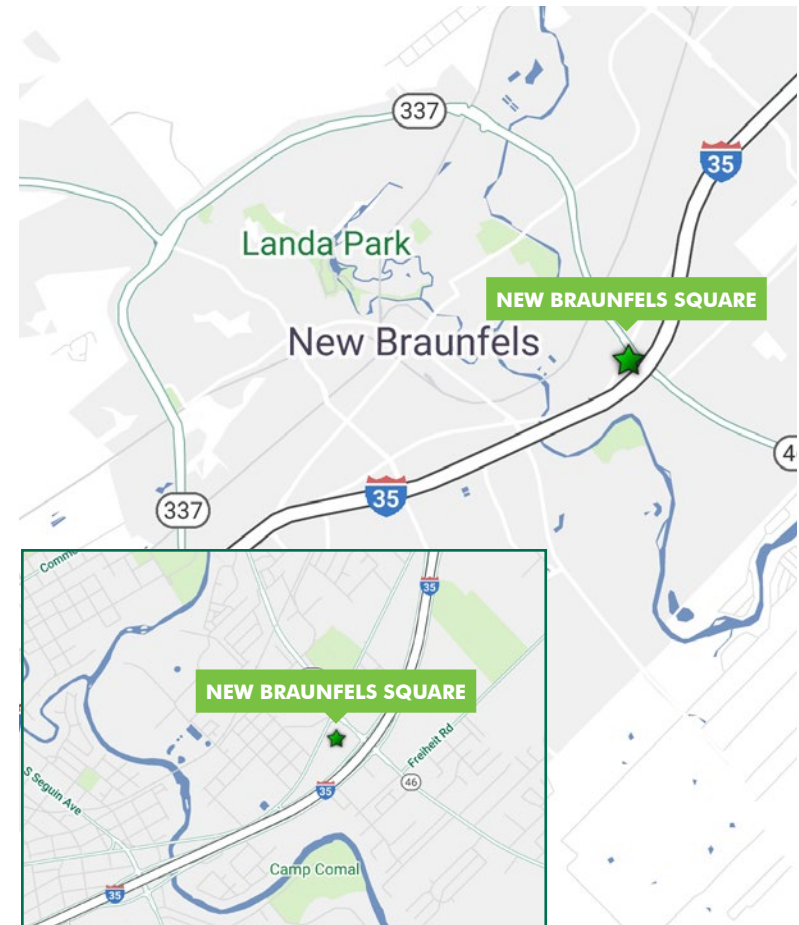 337
35
Landa Park
NEW BRAUNFELS SQUARE
New Braunfels
35
337
35
NEW BRAUNFELS SQUARE
Freiheit Rd
46
S Seguin Ave
35
Camp Comal
35